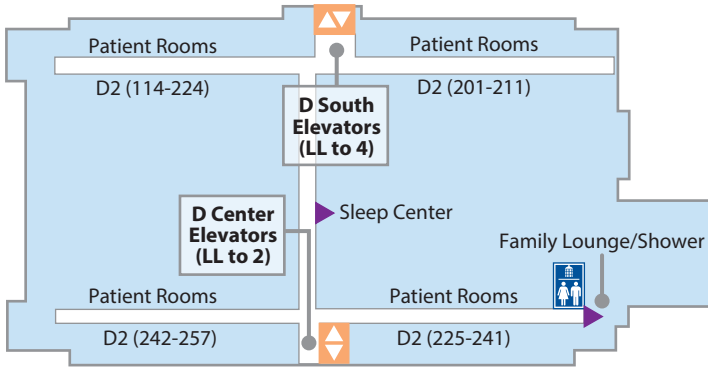 Patient Rooms
Patient Rooms
D2 (114-224)
D2 (201-211)
D South
Elevators
(LL to 4)
D Center
Elevators
(LL to 2)
Sleep Center
Family Lounge/Shower
Patient Rooms
Patient Rooms
D2 (242-257)
D2 (225-241)